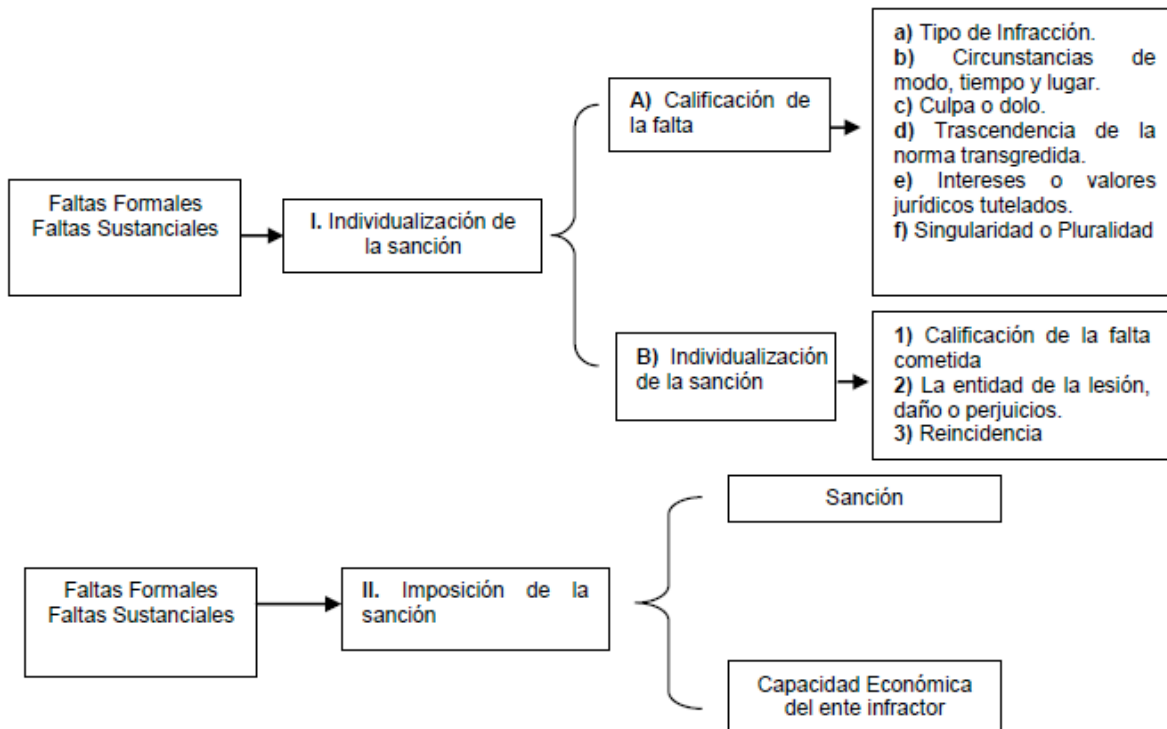 Faltas Formales
Faltas Sustanciales
I. Individualización de
la sanción
A) Calificación de
la falta
a) Tipo de Infracción.
b) Circunstancias de
modo, tiempo y lugar.
c) Culpa o dolo.
d) Trascendencia de la
norma transgredida.
e) Intereses o valores
jurídicos tutelados.
f) Singularidad o Pluralidad
B) Individualización
de la sanción
1) Calificación de la falta
cometida
2) La entidad de la lesión,
daño o perjuicios.
3) Reincidencia
Faltas Formales
Faltas Sustanciales
II. Imposición de la
sanción
Sanción
Capacidad Económica
del ente infractor